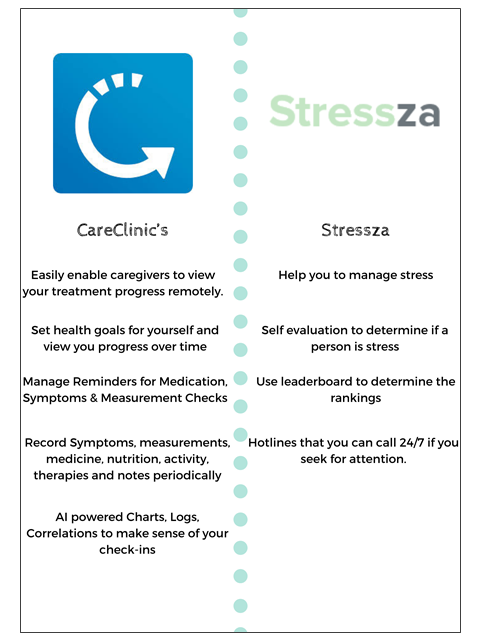 Stressza
CareClinic's
Easily enable caregivers to view
your treatment progress remotely.
Set health goals for yourself and
view you progress over time
Manage Reminders for Medication,
Symptoms & Measurement Checks
Record Symptoms, measurements,
medicine, nutrition, activity,
therapies and notes periodically
AI powered Charts, Logs,
Correlations to make sense of your
check-ins
Stressza
Help you to manage stress
Self evaluation to determine if a
person is stress
Use leaderboard to determine the
rankings
Hotlines that you can call 24/7 if you
seek for attention.